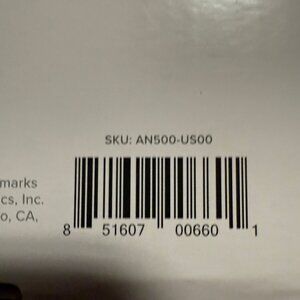 SKU: AN500-US00
marks
cs, Inc.
o, CA,
8 51607 00660 1